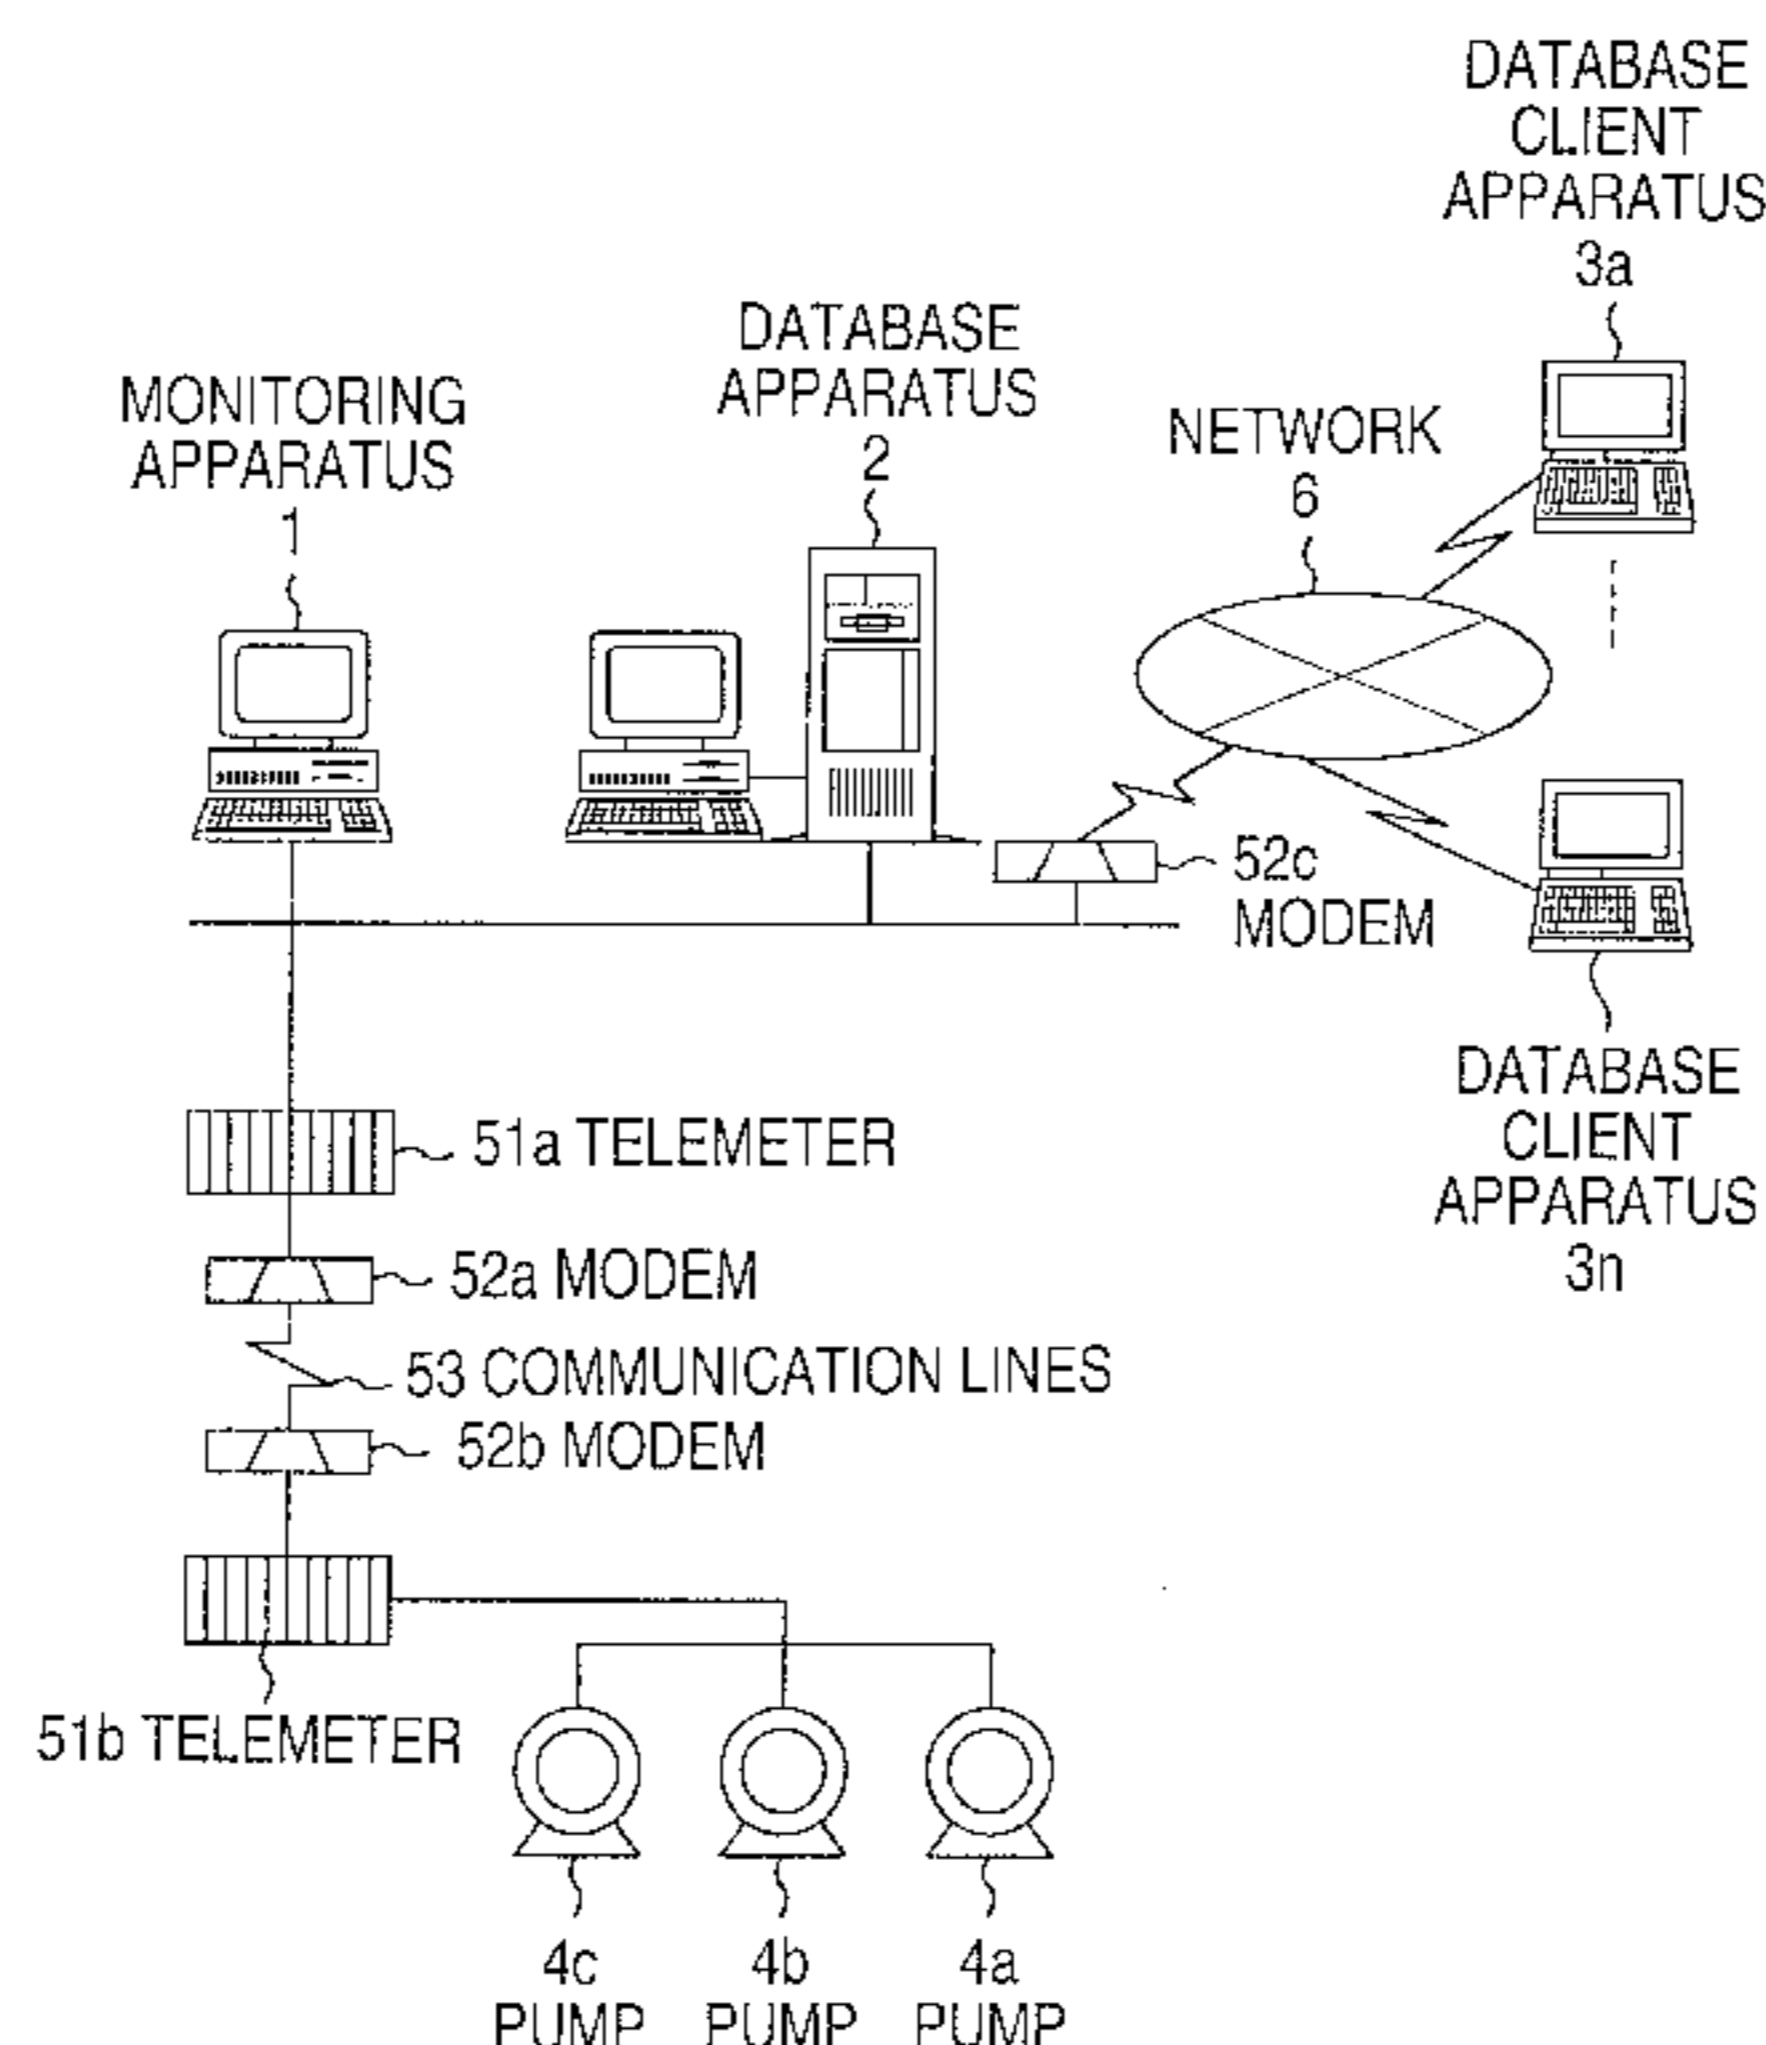 DATABASE
CLIENT
APPARATUS
3a
DATABASE
APPARATUS
2
MONITORING
APPARATUS
1
NETWORK
6
52c
MODEM
DATABASE
CLIENT
APPARATUS
3n
51a TELEMETER
52a MODEM
53 COMMUNICATION LINES
52b MODEM
51b TELEMETER
4c
PUMP
4b
PUMP
4a
PUMP